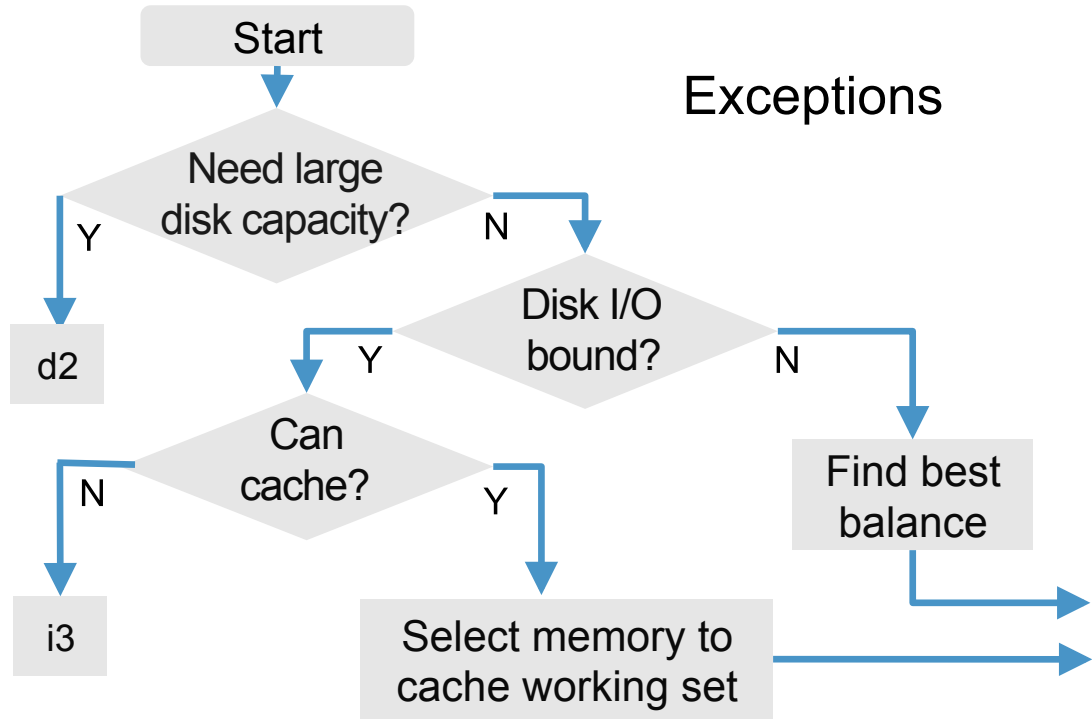 Start
Exceptions
Need large
disk capacity?
Y
N
d2
Disk I/O
bound?
Y
N
Can
cache?
N
Y
Find best
balance
i3
Select memory to
cache working set